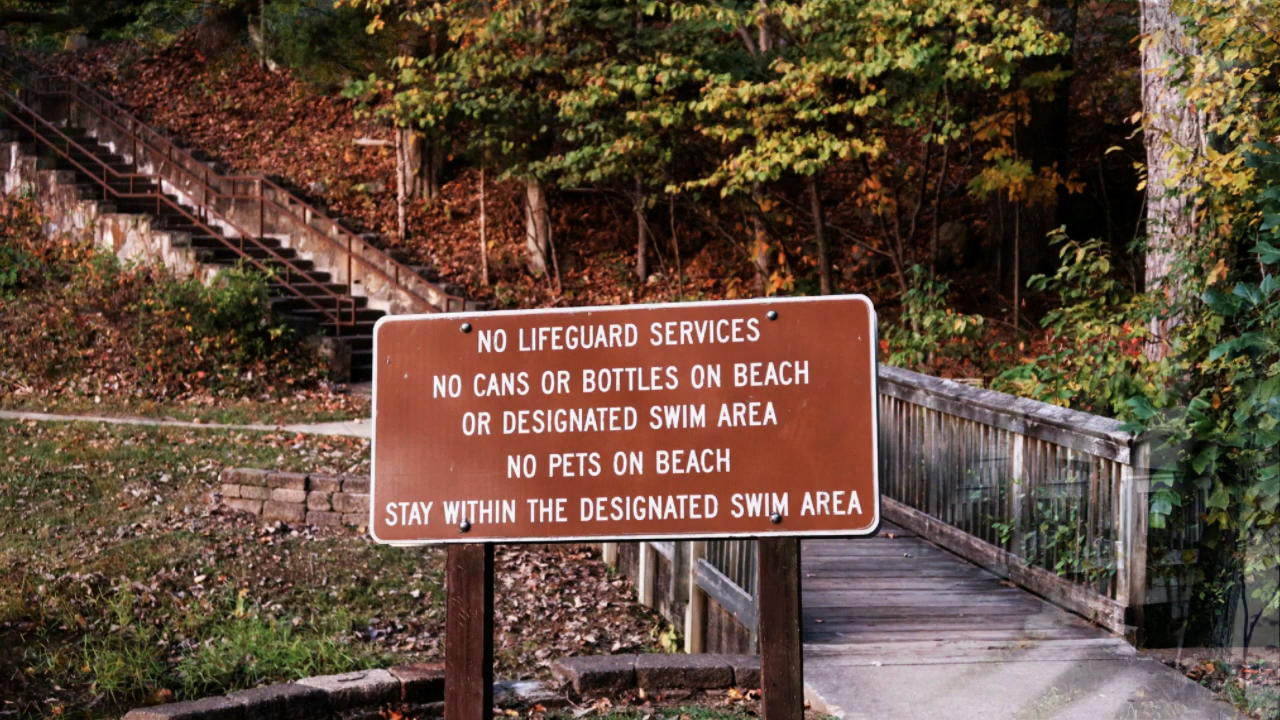 NO LIFEGUARD SERVICES
NO CANS OR BOTTLES ON BEACH
OR DESIGNATED SWIM AREA
NO PETS ON BEACH
STAY WITHIN THE DESIGNATED SWIM AREA